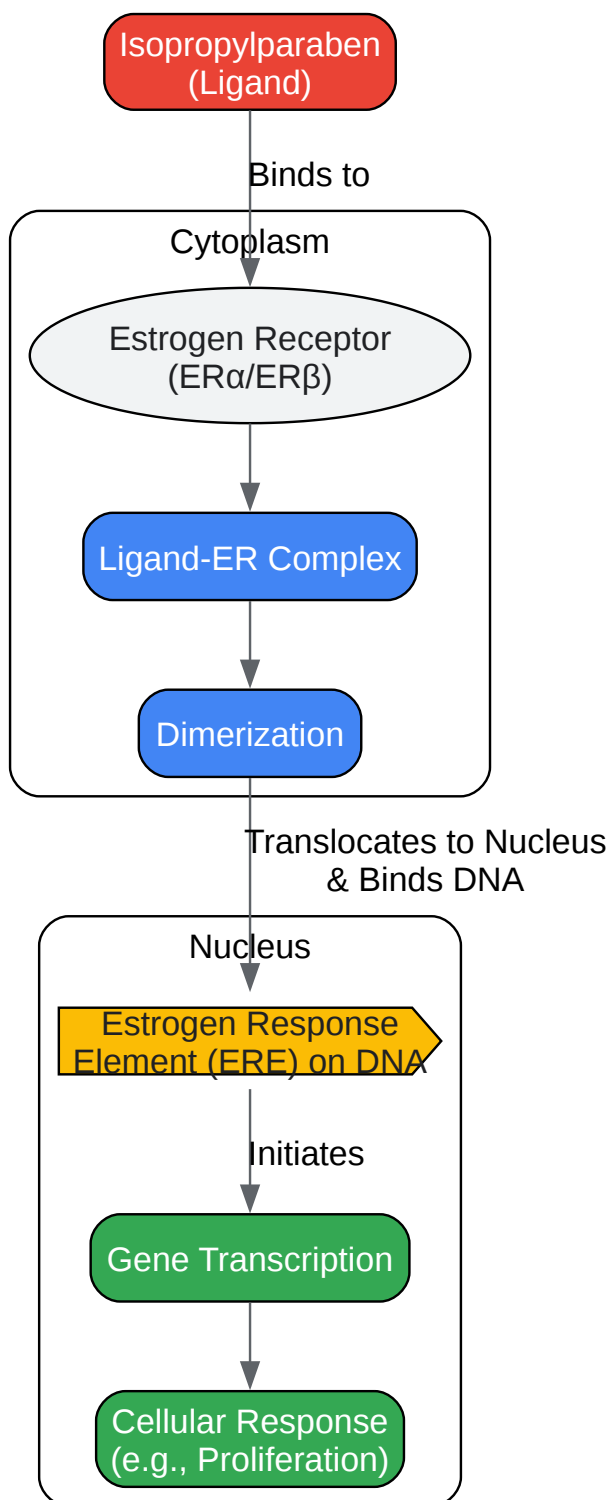 Isopropylparaben
(Ligand)
Binds to
Cytoplasm
Estrogen Receptor
(ERα/ERβ)
Ligand-ER Complex
Dimerization
Translocates to Nucleus
& Binds DNA
Nucleus
Estrogen Response
Element (ERE) on DNA
Initiates
Gene Transcription
Cellular Response
(e.g., Proliferation)